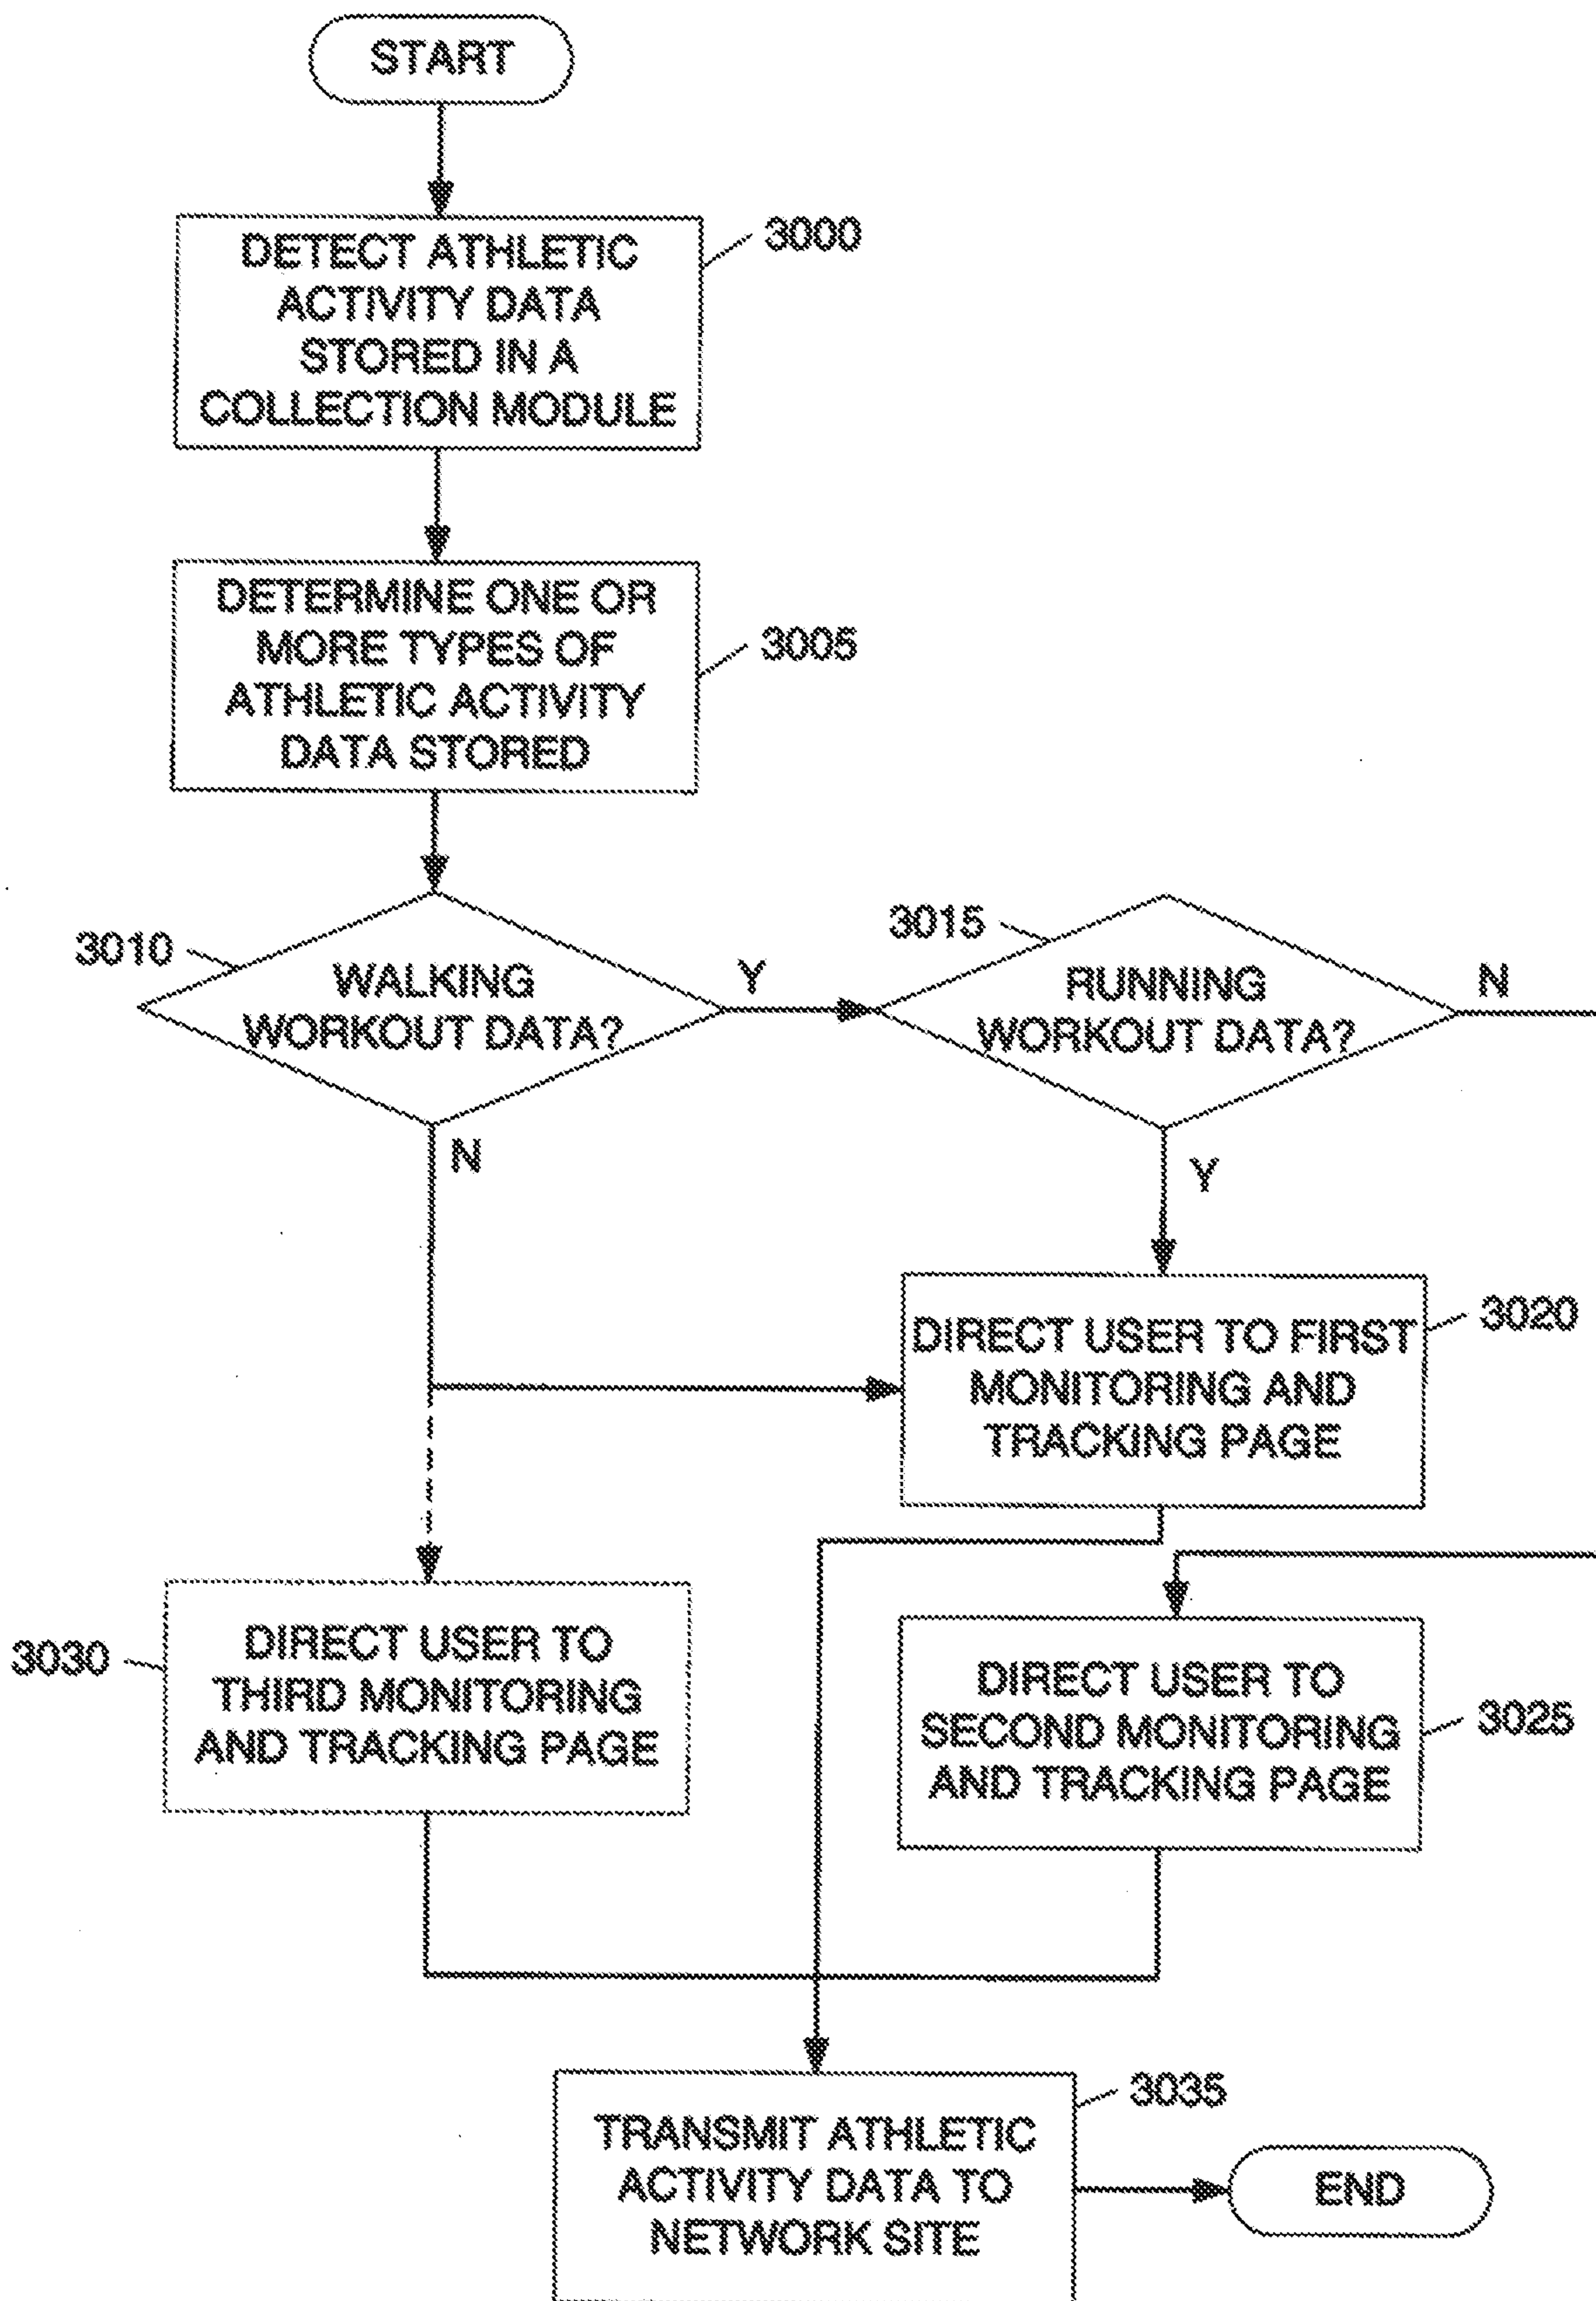 START
3000
DETECT ATHLETIC
ACTIVITY DATA
STORED IN A
COLLECTION MODULE
DETERMINE ONE OR
MORE TYPES OF
ATHLETIC ACTIVITY
DATA STORED
3005
3010
WALKING
WORKOUT DATA?
Y
N
3015
RUNNING
WORKOUT DATA?
N
Y
DIRECT USER TO FIRST
MONITORING AND
TRACKING PAGE
3020
3030
DIRECT USER TO
THIRD MONITORING
AND TRACKING PAGE
DIRECT USER TO
SECOND MONITORING
AND TRACKING PAGE
3025
3035
TRANSMIT ATHLETIC
ACTIVITY DATA TO
NETWORK SITE
END